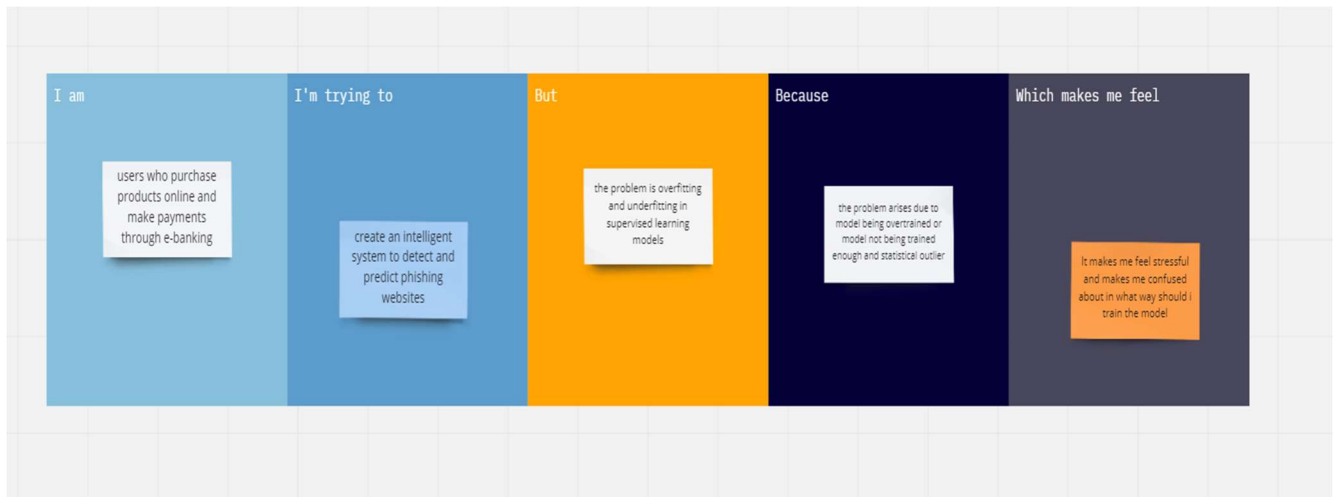 I am
users who purchase
products online and
make payments
through e-banking
I'm trying to
create an intelligent
system to detect and
predict phishing
websites
But
the problem is overfitting
and underfitting in
supervised learning
models
Because
the problem arises due to
model being overtrained or
model not being trained
enough and statistical outlier
Which makes me feel
It makes me feel stressful
and makes me confused
about in what way should i
train the model